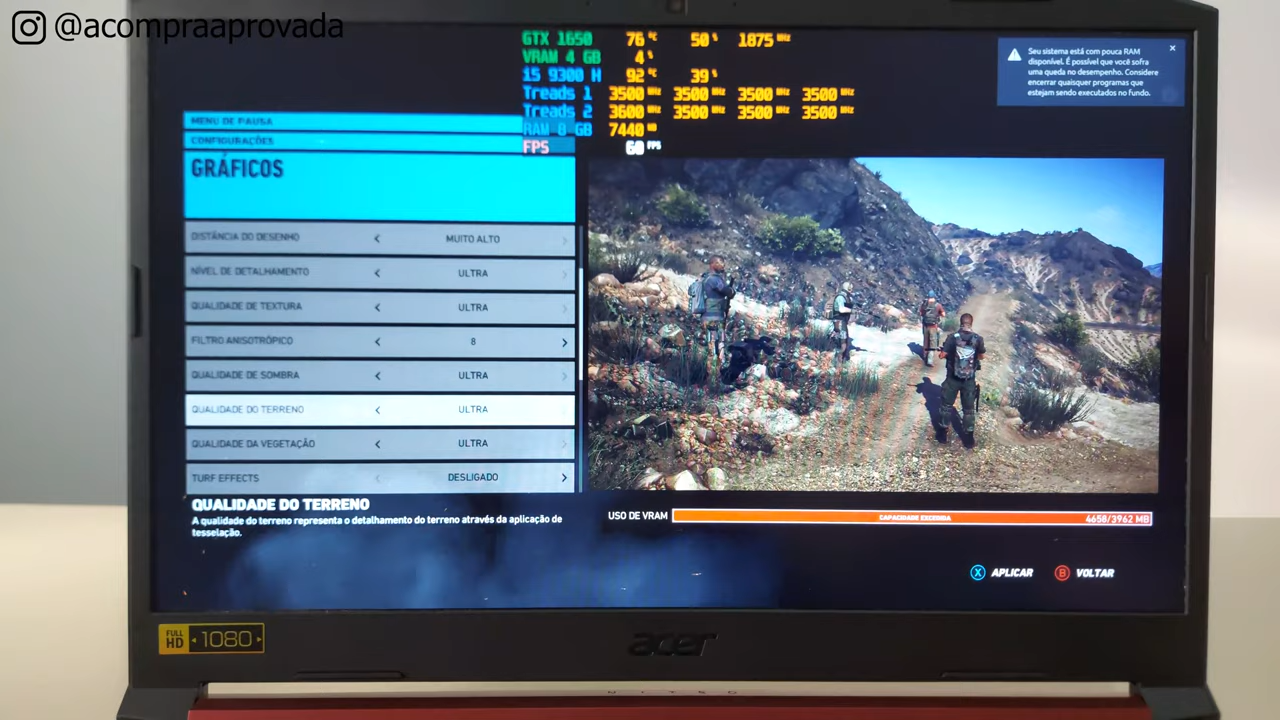 @acompraaprovada
GTX 1650 76 °C 50 % 1875 MHz
VRAM 4 GB 4 %
i5 9300 H 92 °C 39 %
Treads 1 3500 MHz 3500 MHz 3500 MHz 3500 MHz
Treads 2 3600 MHz 3500 MHz 3500 MHz 3500 MHz
RAM 8 GB 7440 MB
FPS 60 FPS
Seu sistema está com pouca RAM
disponível. É possível que você sofra
uma queda no desempenho. Considere
encerrar quaisquer programas que
estejam sendo executados no fundo.
MENU DE PAUSA
CONFIGURAÇÕES
GRÁFICOS
DISTÂNCIA DO DESENHO < MUITO ALTO >
NÍVEL DE DETALHAMENTO < ULTRA >
QUALIDADE DE TEXTURA < ULTRA >
FILTRO ANISOTRÓPICO < 8 >
QUALIDADE DE SOMBRA < ULTRA >
QUALIDADE DO TERRENO < ULTRA >
QUALIDADE DA VEGETAÇÃO < ULTRA >
TURF EFFECTS < DESLIGADO >
QUALIDADE DO TERRENO
A qualidade do terreno representa o detalhamento do terreno através da aplicação de
tesselação.
USO DE VRAM CAPACIDADE EXCEDIDA 4658/3962 MB
X APLICAR B VOLTAR
FULL HD 1080
acer